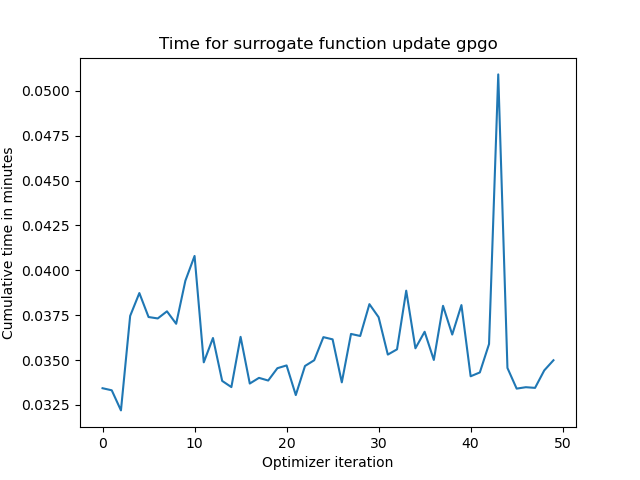 Time for surrogate function update gpgo
Cumulative time in minutes
0.0500
0.0475
0.0450
0.0425
0.0400
0.0375
0.0350
0.0325
0 10 20 30 40 50
Optimizer iteration